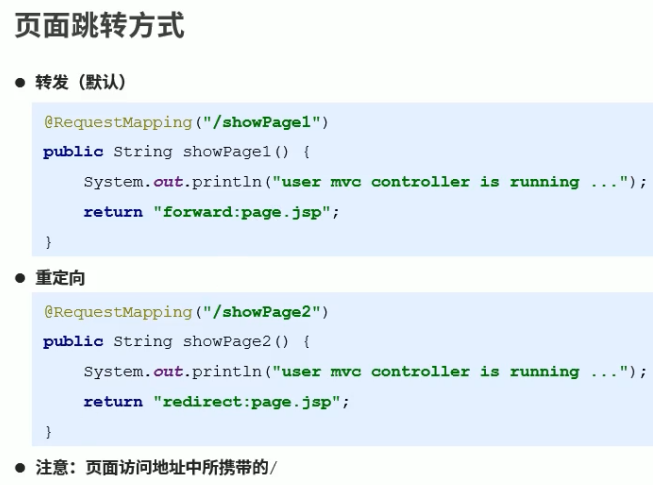 页面跳转方式
● 转发（默认）
@RequestMapping("/showPage1")
public String showPage1() {
    System.out.println("user mvc controller is running ...");
    return "forward:page.jsp";
}
● 重定向
@RequestMapping("/showPage2")
public String showPage2() {
    System.out.println("user mvc controller is running ...");
    return "redirect:page.jsp";
}
● 注意：页面访问地址中所携带的/